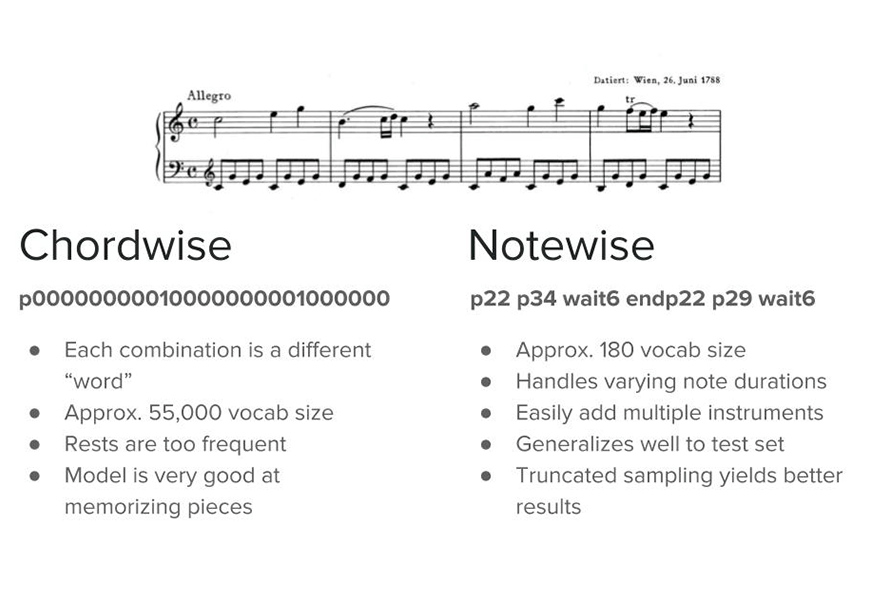 Datiert: Wien, 26. Juni 1788
Allegro
tr
Chordwise
Notewise
p0000000001000000000001000000
p22 p34 wait6 endp22 p29 wait6
Each combination is a different
“word”
Approx. 55,000 vocab size
Rests are too frequent
Model is very good at
memorizing pieces
Approx. 180 vocab size
Handles varying note durations
Easily add multiple instruments
Generalizes well to test set
Truncated sampling yields better
results